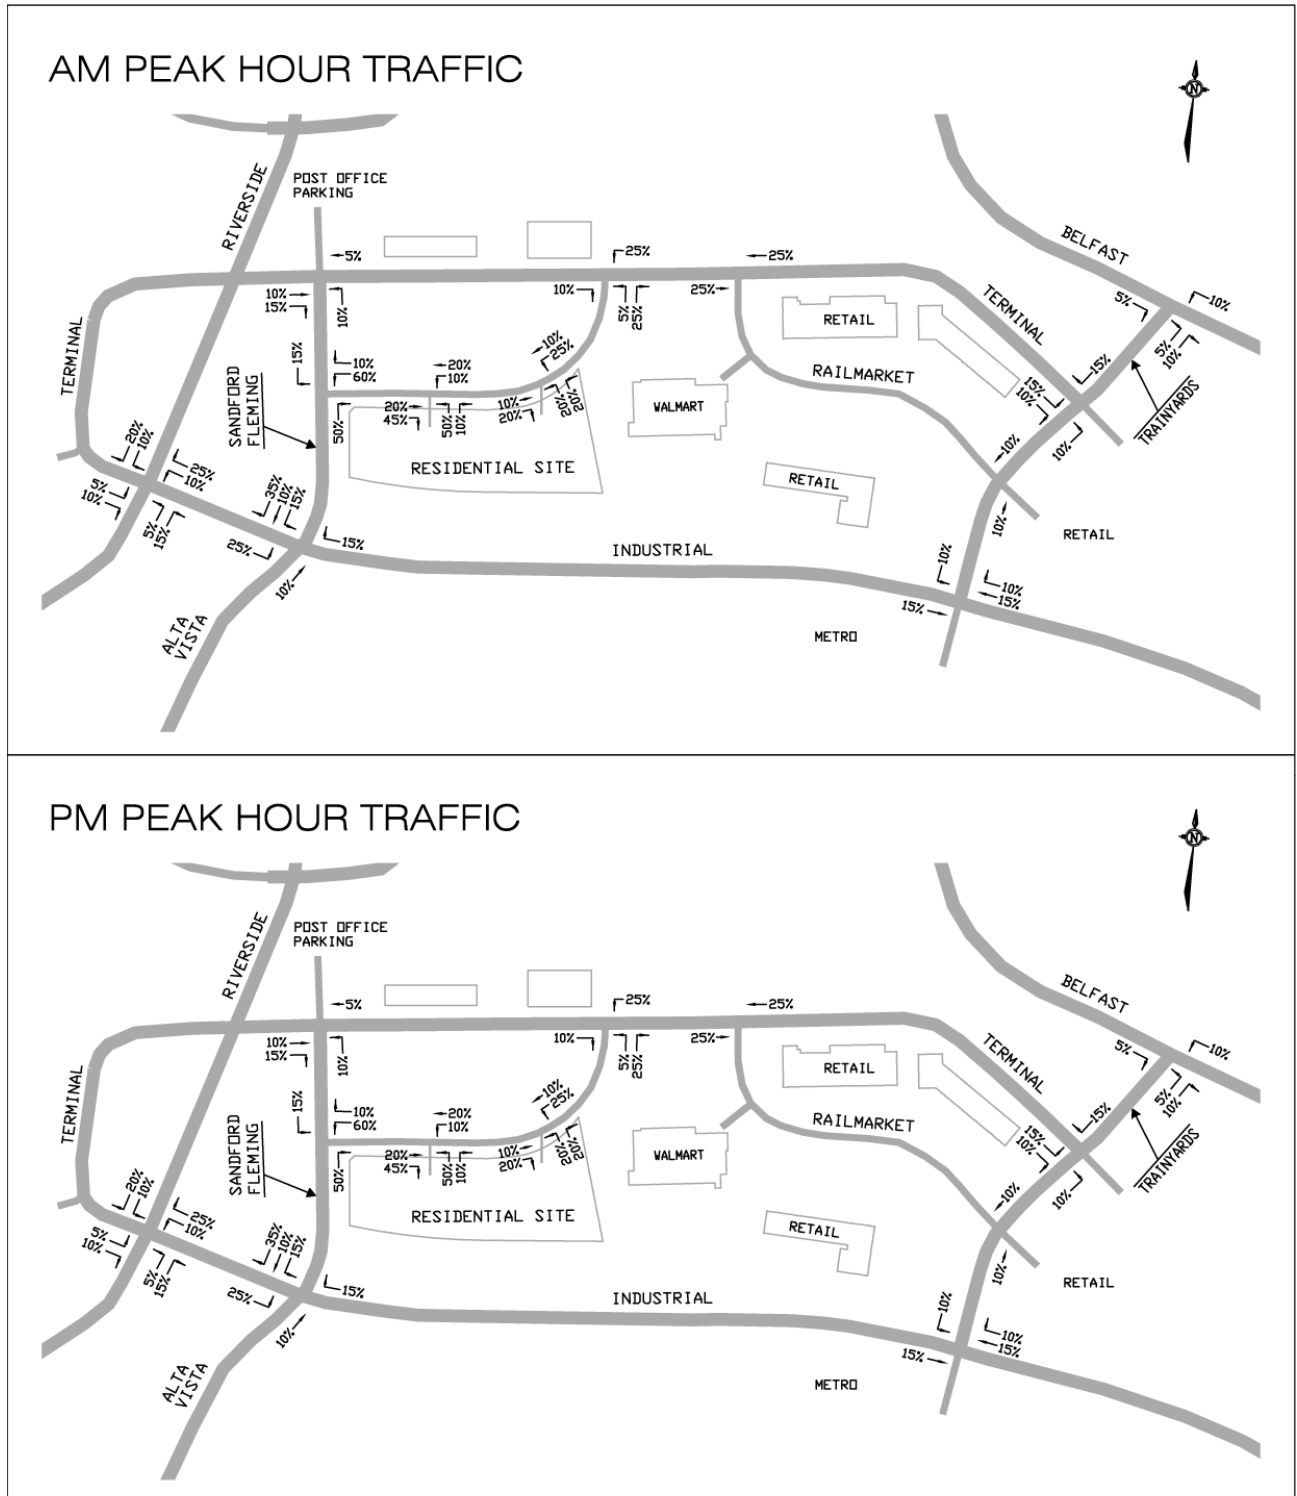 AM PEAK HOUR TRAFFIC
N
POST OFFICE
PARKING
RIVERSIDE
5%
25%
25%
BELFAST
10%
15%
10%
10%
5%
25%
25%
TERMINAL
5%
10%
TERMINAL
RETAIL
5%
10%
15%
10%
60%
20%
10%
10%
25%
RAILMARKET
15%
15%
10%
TRAINYARDS
SANDFORD
FLEMING
50%
20%
45%
50%
10%
10%
20%
20%
20%
WALMART
10%
10%
20%
10%
25%
10%
RESIDENTIAL SITE
RETAIL
5%
10%
35%
10%
15%
5%
15%
25%
15%
10%
INDUSTRIAL
10%
RETAIL
10%
10%
15%
15%
ALTA
VISTA
METRO
PM PEAK HOUR TRAFFIC
N
POST OFFICE
PARKING
RIVERSIDE
5%
25%
25%
BELFAST
10%
15%
10%
10%
5%
25%
25%
TERMINAL
5%
10%
TERMINAL
RETAIL
5%
10%
15%
10%
60%
20%
10%
10%
25%
RAILMARKET
15%
15%
10%
TRAINYARDS
SANDFORD
FLEMING
50%
20%
45%
50%
10%
10%
20%
20%
20%
WALMART
10%
10%
20%
10%
25%
10%
RESIDENTIAL SITE
RETAIL
5%
10%
35%
10%
15%
5%
15%
25%
15%
10%
INDUSTRIAL
10%
RETAIL
10%
10%
15%
15%
ALTA
VISTA
METRO